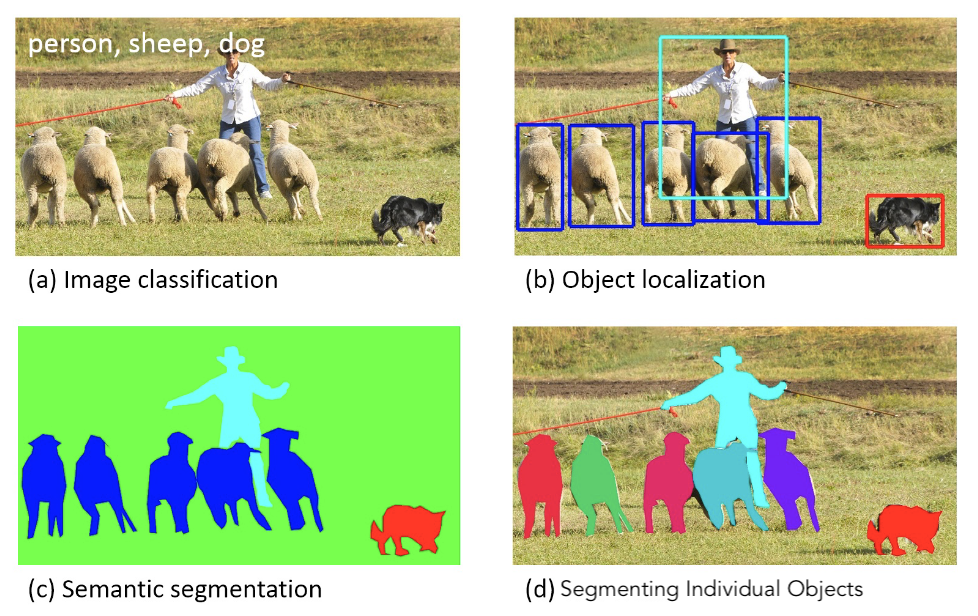 person, sheep, dog
(a) Image classification
(b) Object localization
(c) Semantic segmentation
(d) Segmenting Individual Objects